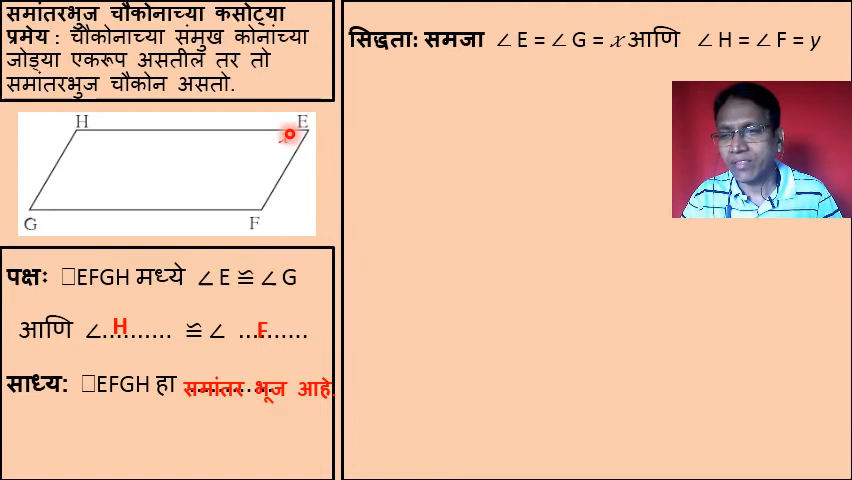 समांतरभुज चौकोनाच्या कसोट्या
प्रमेय : चौकोनाच्या संमुख कोनांच्या
जोड्या एकरूप असतील तर तो
समांतरभुज चौकोन असतो.
H E
x
G F
पक्षः □EFGH मध्ये ∠ E ≅ ∠ G
आणि ∠.....H..... ≅ ∠ ...F......
साध्य: □EFGH हा समांतर भूज आहे.
सिद्धता: समजा ∠ E = ∠ G = x आणि ∠ H = ∠ F = y